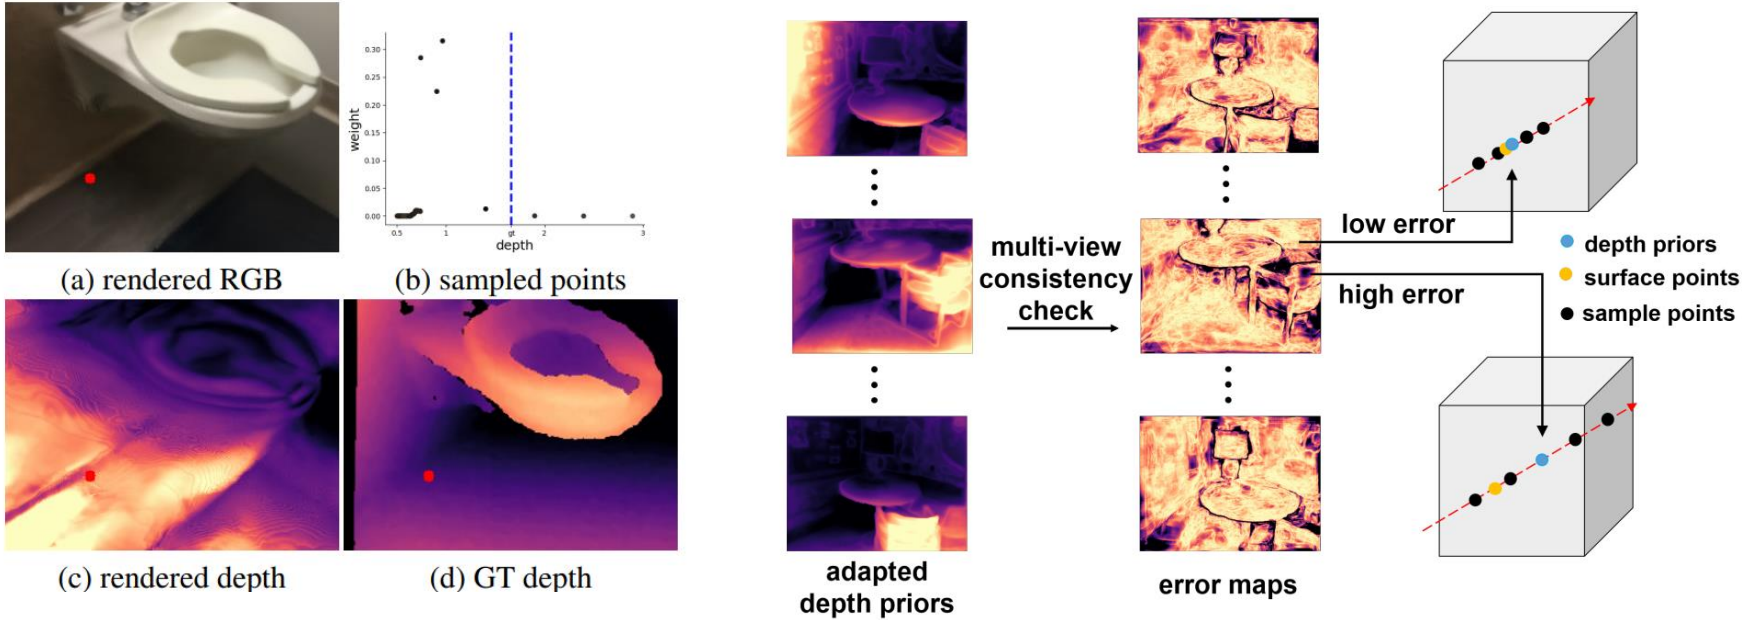 0.30
0.25
0.20
0.15
0.10
0.05
0.00
weight
0.5
1
gt
2
3
depth
(a) rendered RGB
(b) sampled points
(c) rendered depth
(d) GT depth
adapted
depth priors
multi-view
consistency
check
error maps
low error
high error
depth priors
surface points
sample points